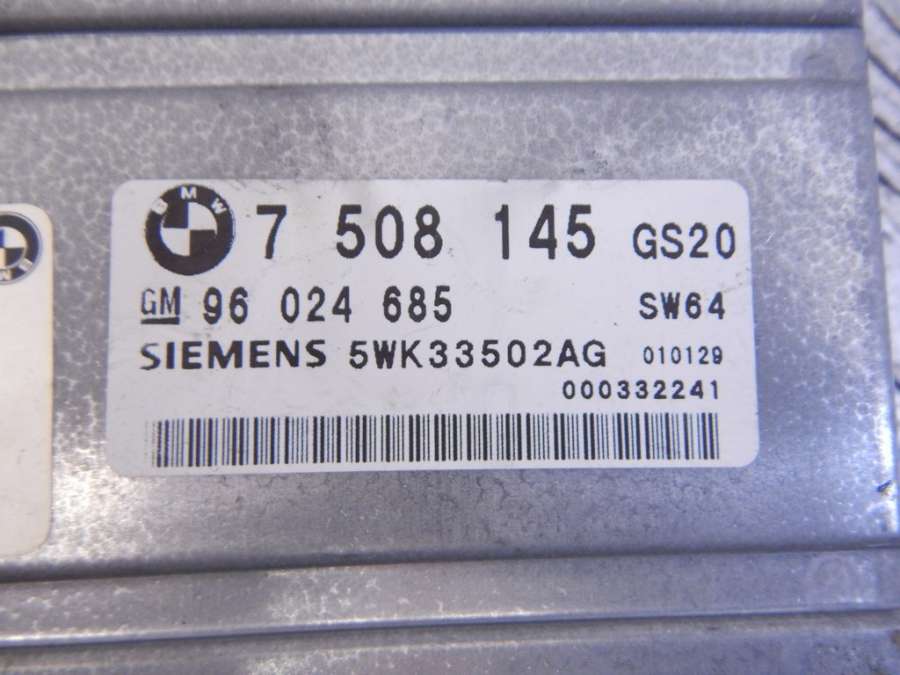 BMW 7 508 145 GS20
GM 96 024 685 SW64
SIEMENS 5WK33502AG 010129
000332241